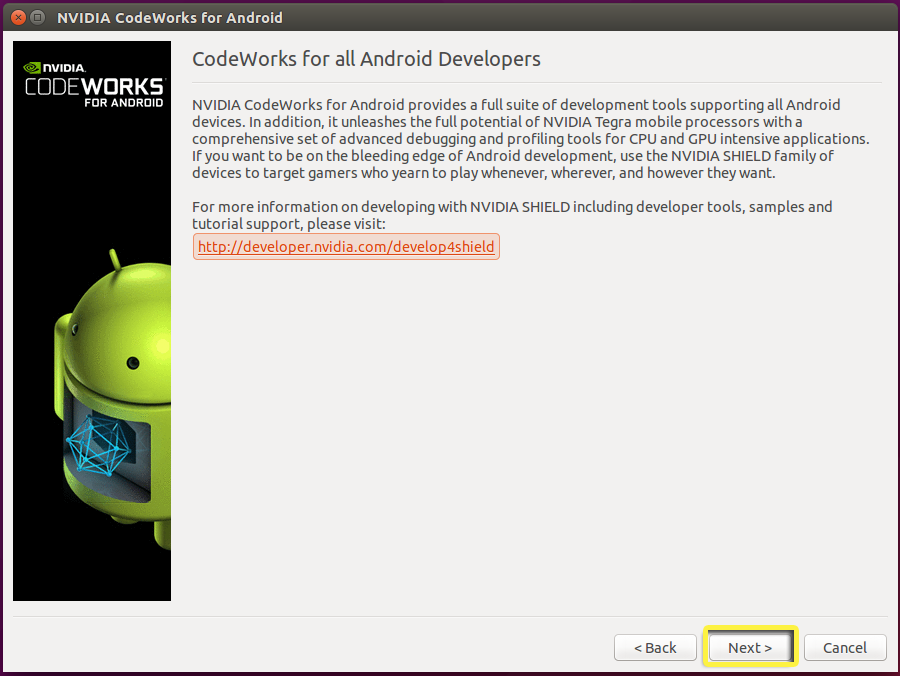 NVIDIA CodeWorks for Android
NVIDIA.
CODEWORKS
FOR ANDROID
CodeWorks for all Android Developers
NVIDIA CodeWorks for Android provides a full suite of development tools supporting all Android
devices. In addition, it unleashes the full potential of NVIDIA Tegra mobile processors with a
comprehensive set of advanced debugging and profiling tools for CPU and GPU intensive applications.
If you want to be on the bleeding edge of Android development, use the NVIDIA SHIELD family of
devices to target gamers who yearn to play whenever, wherever, and however they want.
For more information on developing with NVIDIA SHIELD including developer tools, samples and
tutorial support, please visit:
http://developer.nvidia.com/develop4shield
< Back
Next >
Cancel